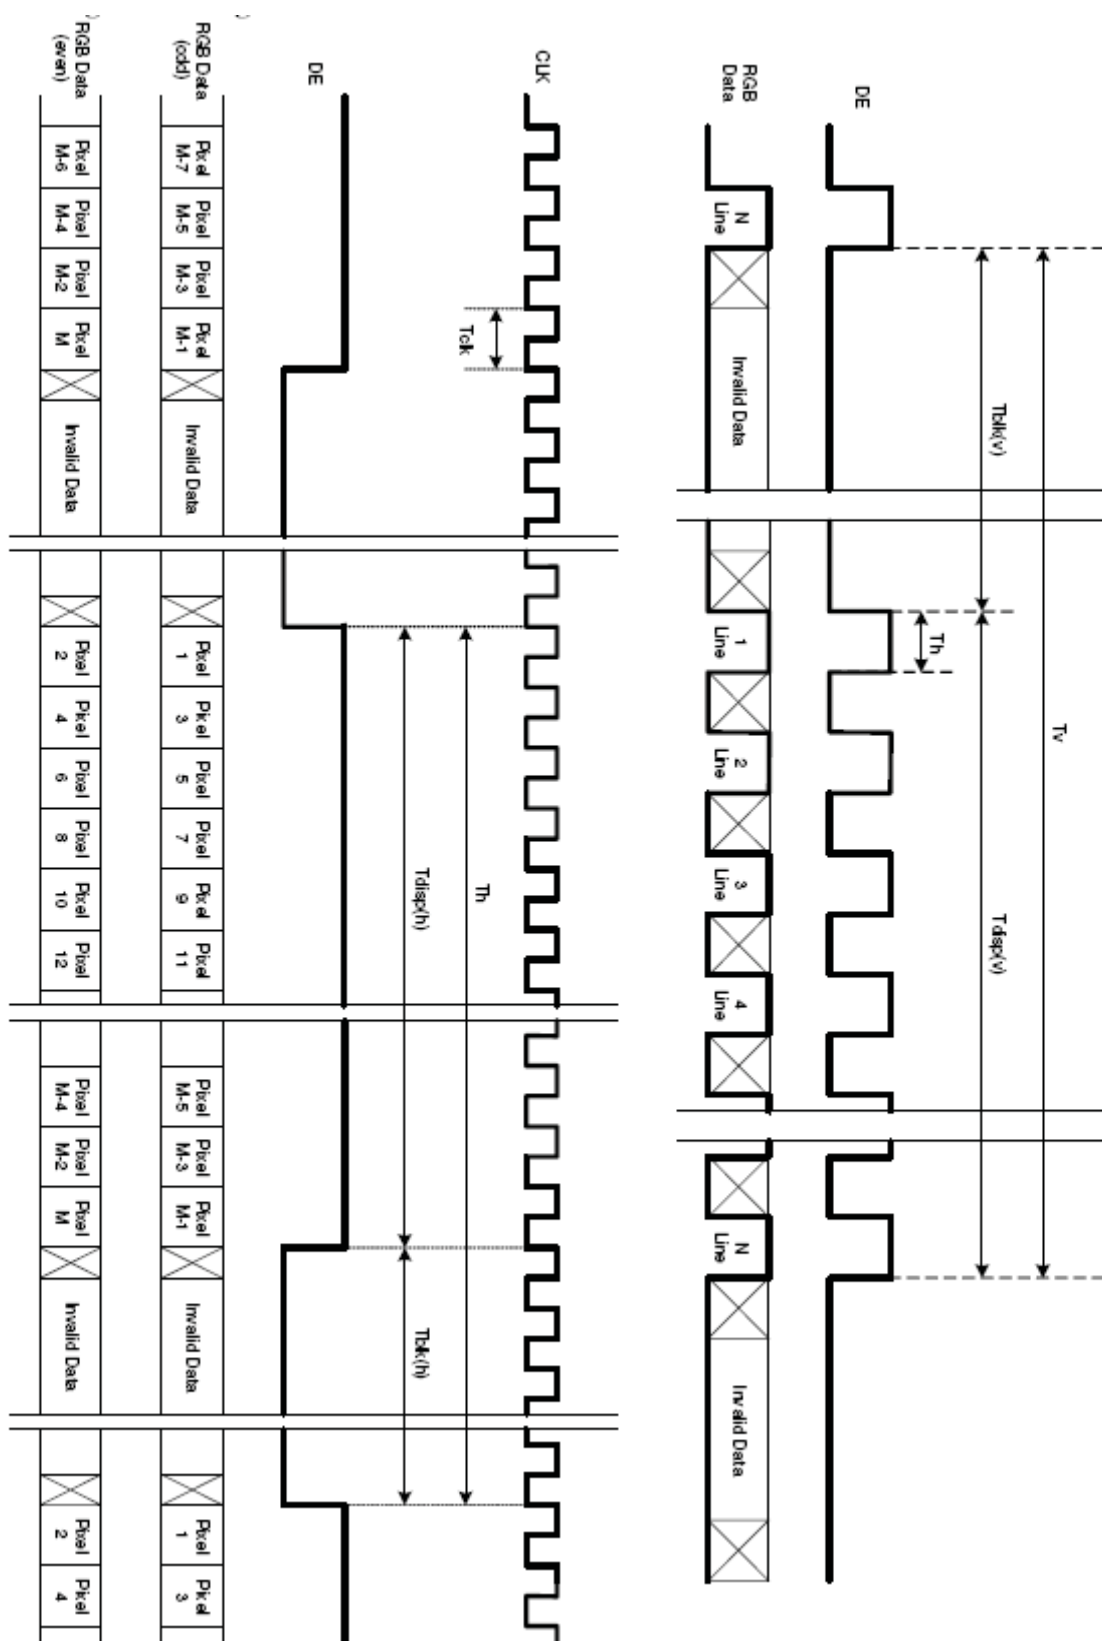 DE
Tblk(v)
Tv
Th
Tdisp(v)
RGB
Data
Line
N
Invalid Data
Line
1
Line
2
Line
3
Line
4
Line
N
Invalid Data
CLK
Tclk
Th
DE
Tdisp(h)
Tblk(h)
RGB Data
(odd)
Pixel
M-7
Pixel
M-5
Pixel
M-3
Pixel
M-1
Invalid Data
Pixel
1
Pixel
3
Pixel
5
Pixel
7
Pixel
9
Pixel
11
Pixel
M-5
Pixel
M-3
Pixel
M-1
Invalid Data
Pixel
1
Pixel
3
RGB Data
(even)
Pixel
M-6
Pixel
M-4
Pixel
M-2
Pixel
M
Invalid Data
Pixel
2
Pixel
4
Pixel
6
Pixel
8
Pixel
10
Pixel
12
Pixel
M-4
Pixel
M-2
Pixel
M
Invalid Data
Pixel
2
Pixel
4